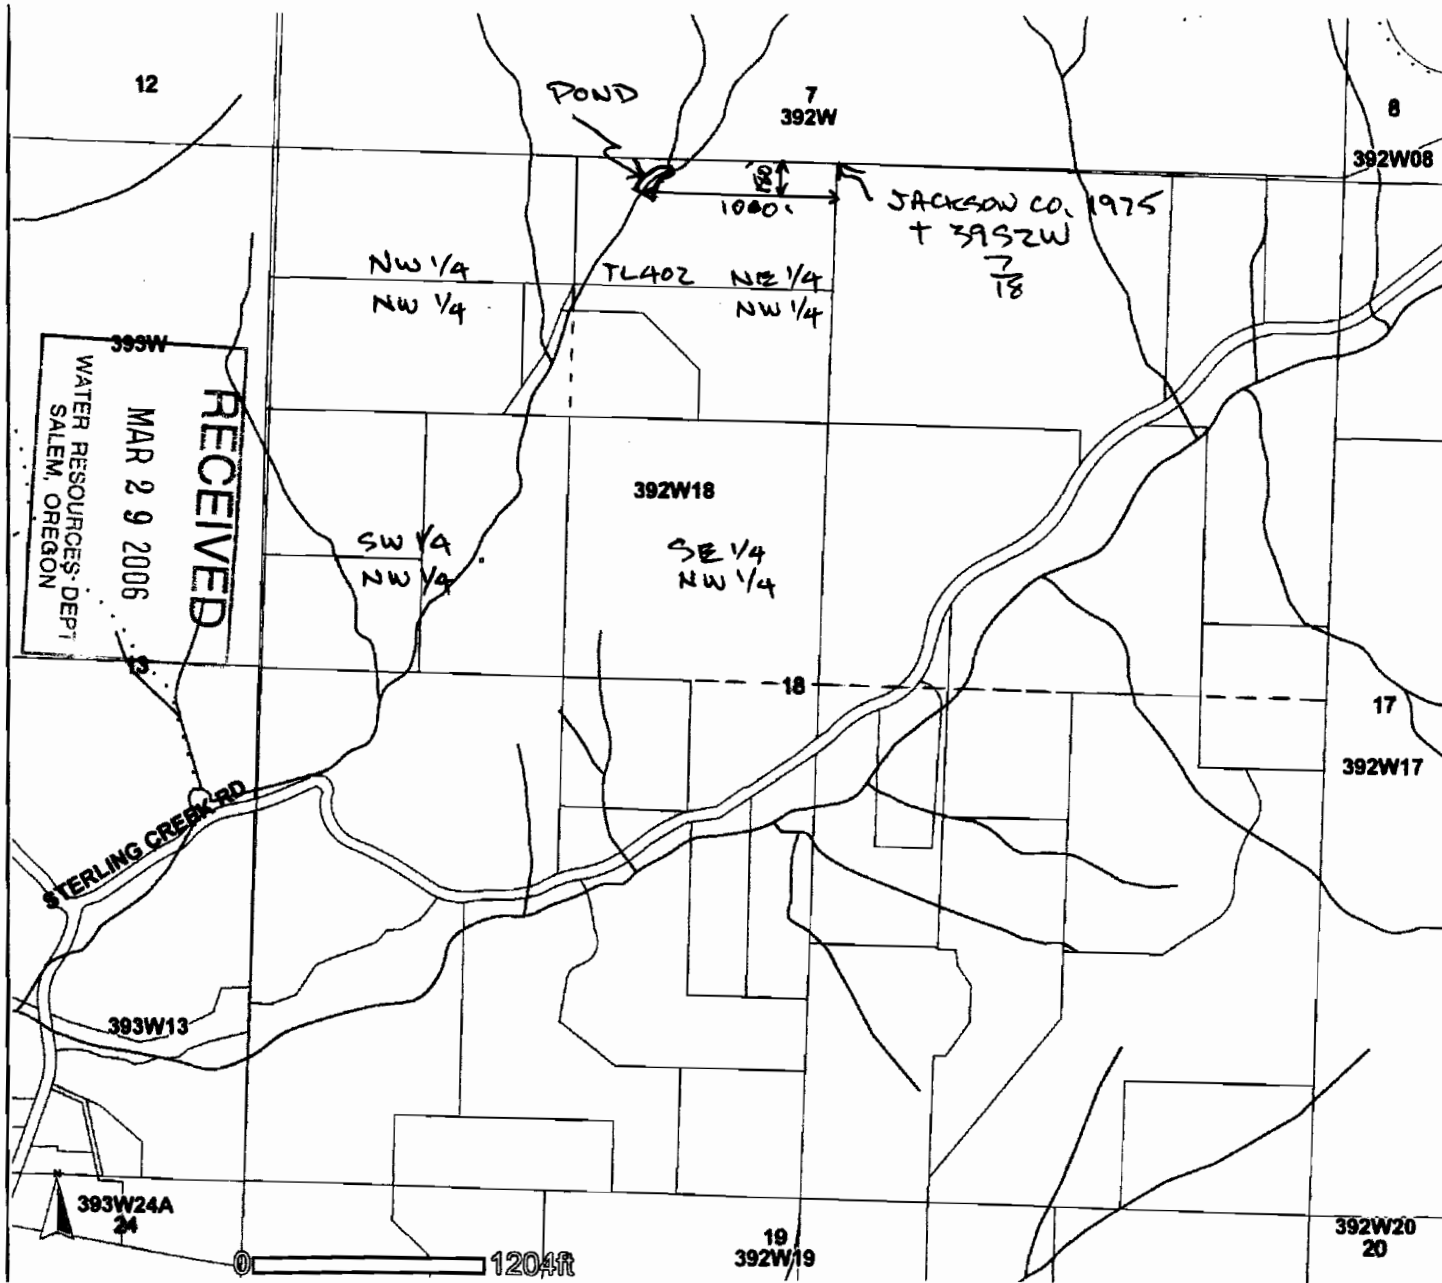 12
POND
7
392W
8
392W08
1000'
JACKSON CO. 1975
T 39S2W
7
18
NW 1/4
NW 1/4
TL402
NE 1/4
NW 1/4
399W
RECEIVED
MAR 29 2006
WATER RESOURCES DEPT
SALEM, OREGON
392W18
SW 1/4
NW 1/4
SE 1/4
NW 1/4
13
18
17
392W17
STERLING CREEK RD
393W13
N
393W24A
24
0
1204ft
19
392W19
392W20
20